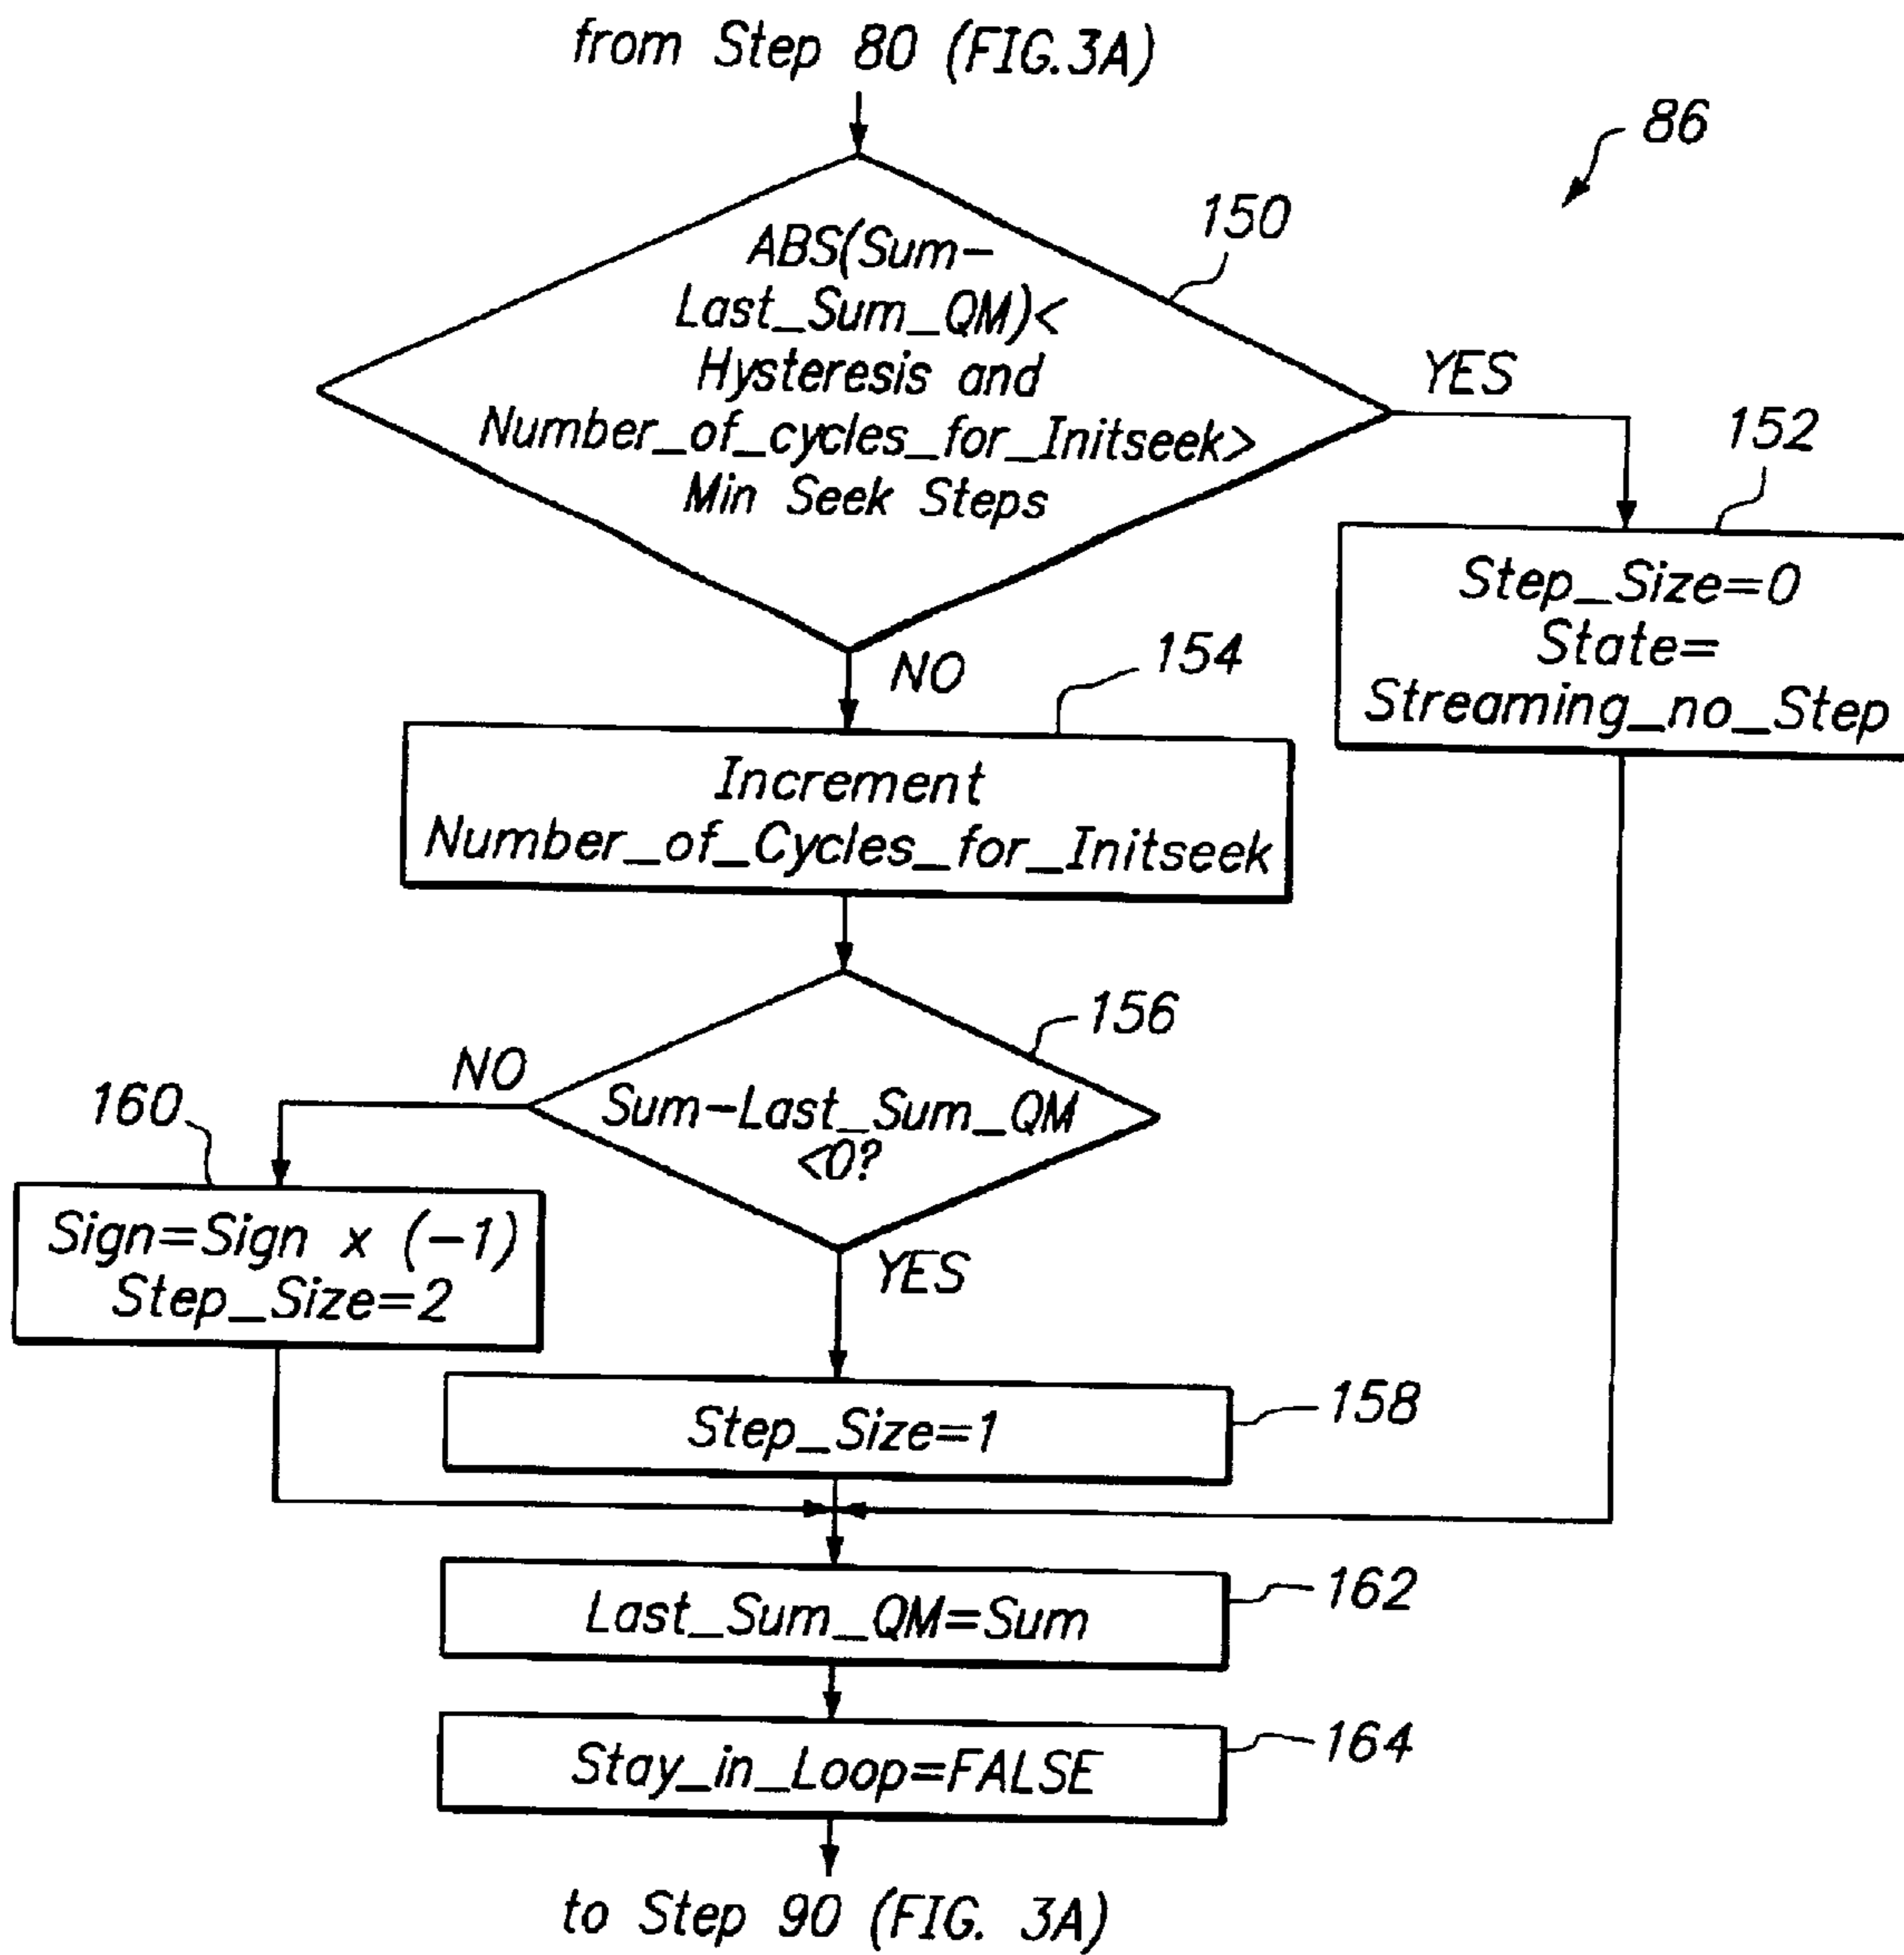 from Step 80 (FIG.3A)
86
150
ABS(Sum-
Last_Sum_QM)<
Hysteresis and
Number_of_cycles_for_Initseek>
Min Seek Steps
YES
152
Step_Size=0
State=
Streaming_no_Step
NO
154
Increment
Number_of_Cycles_for_Initseek
156
NO
Sum-Last_Sum_QM
<0?
160
Sign=Sign x (-1)
Step_Size=2
YES
158
Step_Size=1
162
Last_Sum_QM=Sum
164
Stay_in_Loop=FALSE
to Step 90 (FIG. 3A)